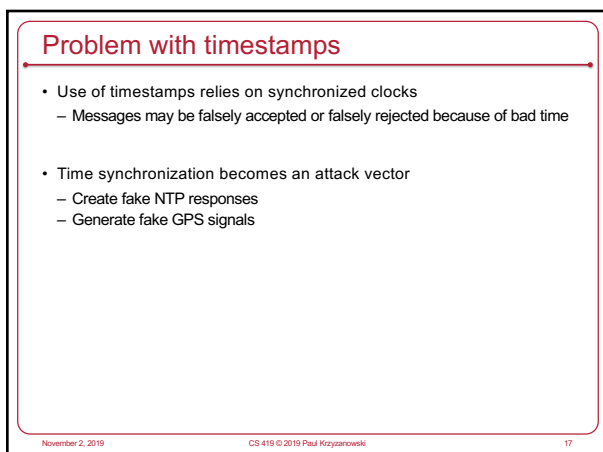 Problem with timestamps
• Use of timestamps relies on synchronized clocks
– Messages may be falsely accepted or falsely rejected because of bad time
• Time synchronization becomes an attack vector
– Create fake NTP responses
– Generate fake GPS signals
November 2, 2019 CS 419 © 2019 Paul Krzyzanowski 17